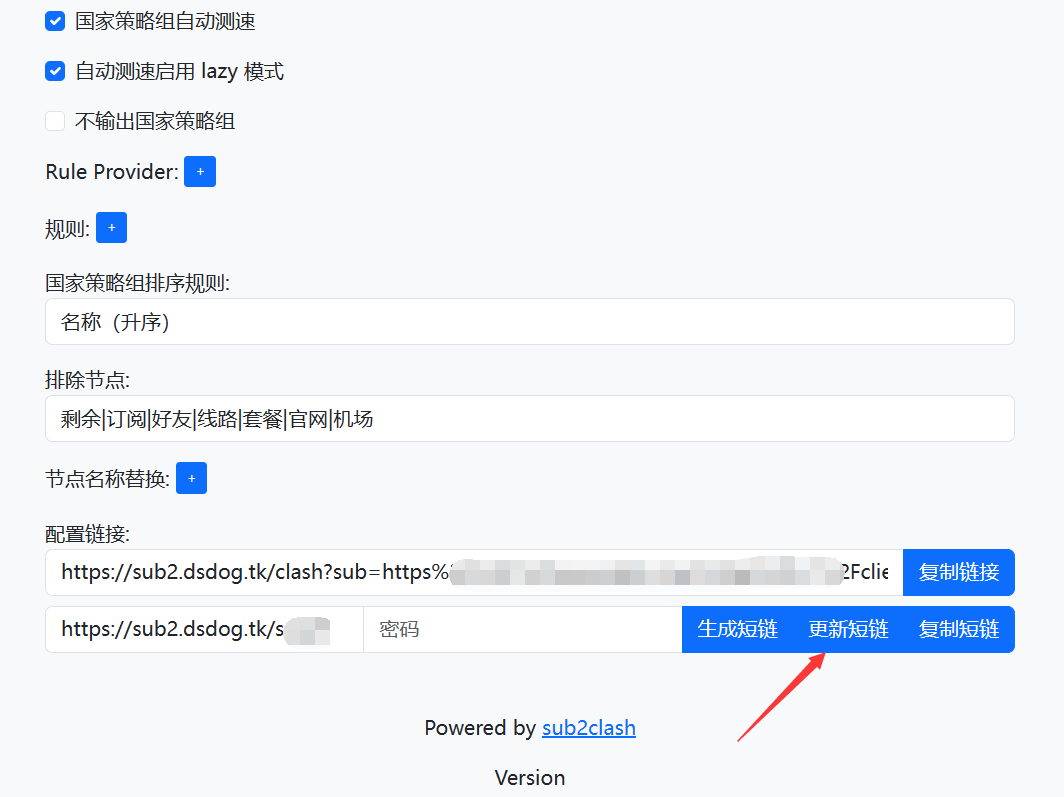 国家策略组自动测速
自动测速启用 lazy 模式
不输出国家策略组
Rule Provider: +
规则: +
国家策略组排序规则:
名称（升序）
排除节点:
剩余|订阅|好友|线路|套餐|官网|机场
节点名称替换: +
配置链接:
https://sub2.dsdog.tk/clash?sub=https% 2Fclie 复制链接
https://sub2.dsdog.tk/s 密码 生成短链 更新短链 复制短链
Powered by sub2clash
Version